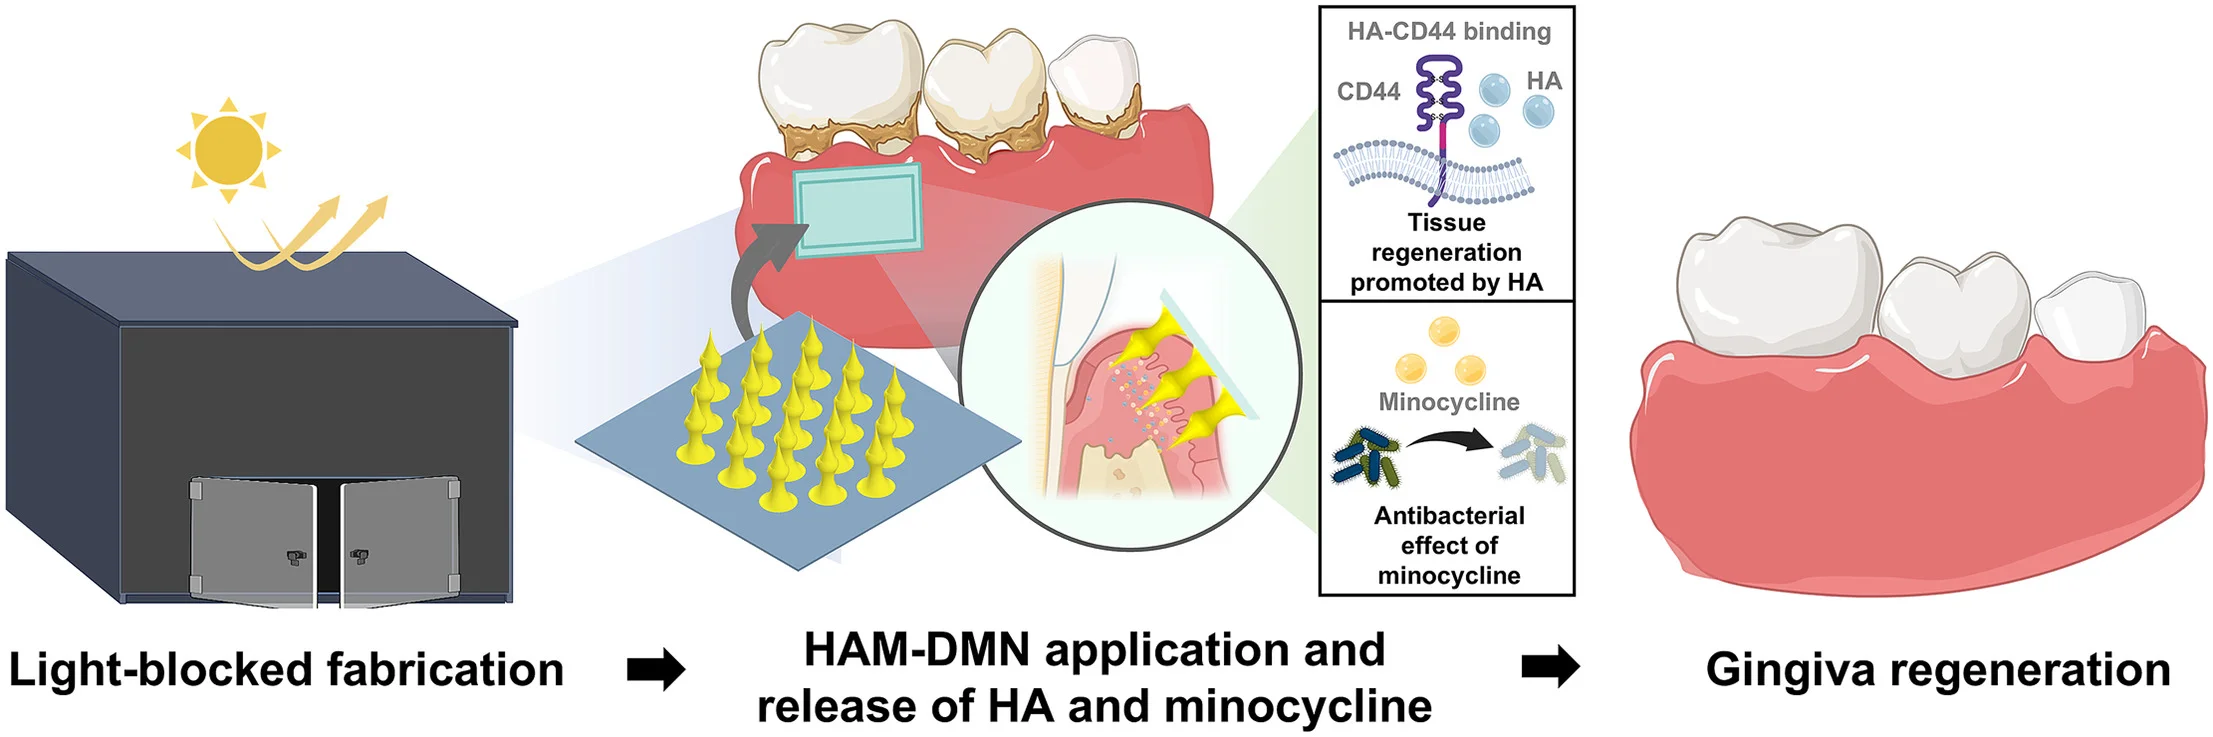 HA-CD44 binding
CD44
HA
S-S
S-S
S-S
Tissue
regeneration
promoted by HA
Minocycline
Antibacterial
effect of
minocycline
Light-blocked fabrication
HAM-DMN application and
release of HA and minocycline
Gingiva regeneration